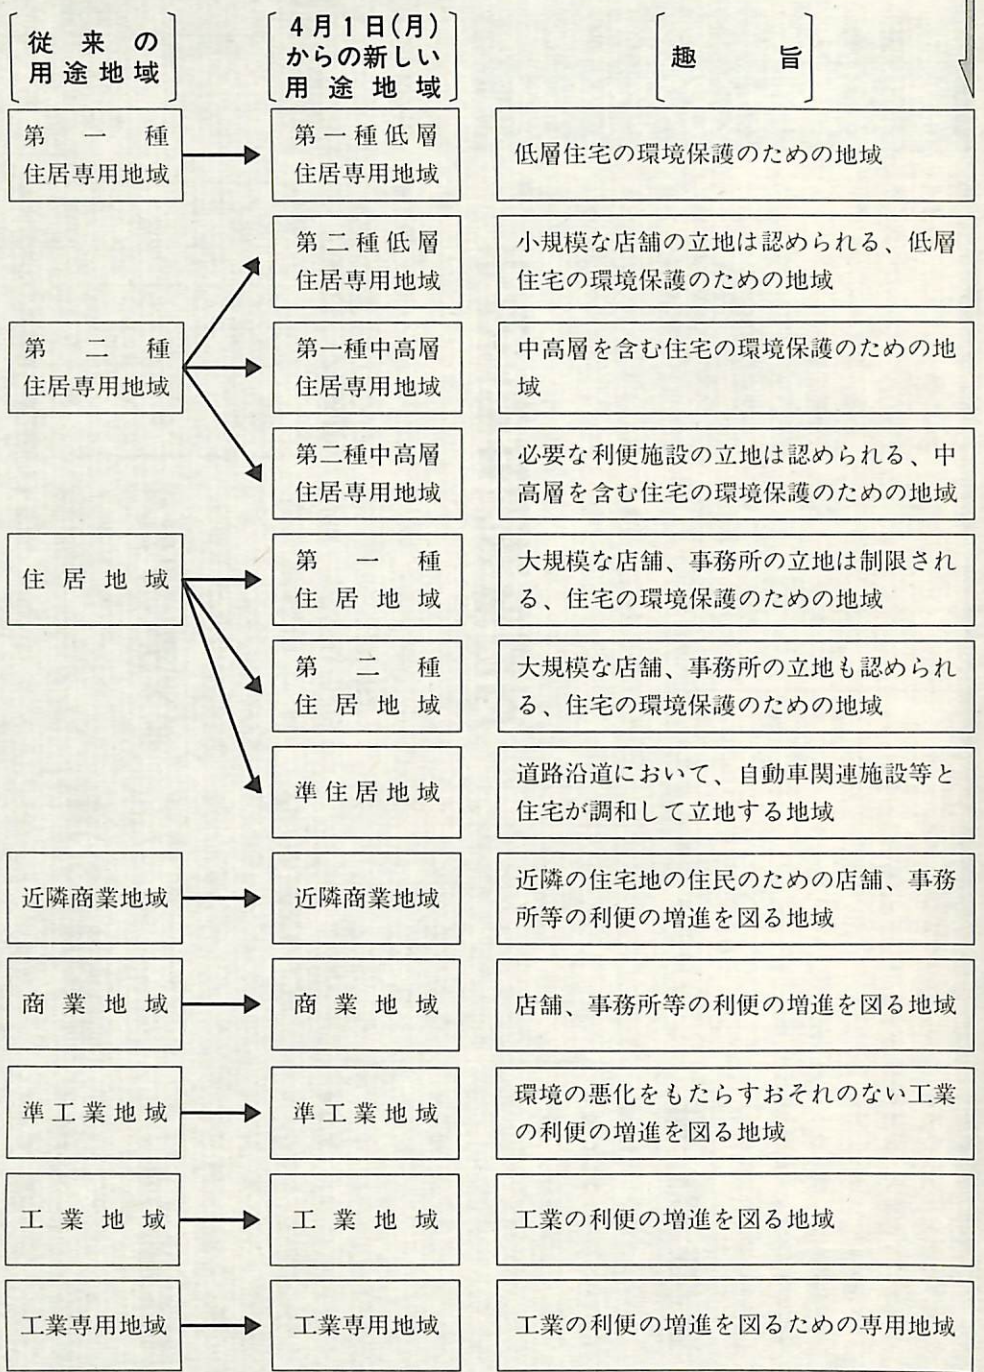 従来の
用途地域
4月1日(月)
からの新しい
用途地域
趣旨
第一種
住居専用地域
第一種低層
住居専用地域
低層住宅の環境保護のための地域
第二種
住居専用地域
第二種低層
住居専用地域
小規模な店舗の立地は認められる、低層
住宅の環境保護のための地域
第一種中高層
住居専用地域
中高層を含む住宅の環境保護のための地
域
第二種中高層
住居専用地域
必要な利便施設の立地は認められる、中
高層を含む住宅の環境保護のための地域
住居地域
第一種
住居地域
大規模な店舗、事務所の立地は制限され
る、住宅の環境保護のための地域
第二種
住居地域
大規模な店舗、事務所の立地も認められ
る、住宅の環境保護のための地域
準住居地域
道路沿道において、自動車関連施設等と
住宅が調和して立地する地域
近隣商業地域
近隣商業地域
近隣の住宅地の住民のための店舗、事務
所等の利便の増進を図る地域
商業地域
商業地域
店舗、事務所等の利便の増進を図る地域
準工業地域
準工業地域
環境の悪化をもたらすおそれのない工業
の利便の増進を図る地域
工業地域
工業地域
工業の利便の増進を図る地域
工業専用地域
工業専用地域
工業の利便の増進を図るための専用地域